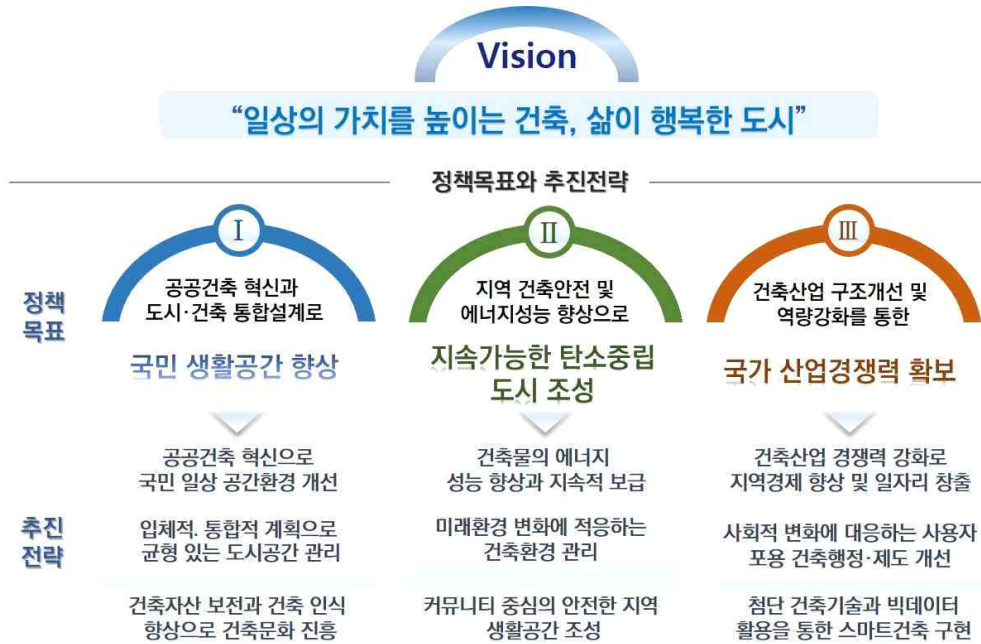 Vision
“일상의 가치를 높이는 건축, 삶이 행복한 도시”
정책목표와 추진전략
정책
목표
Ⅰ
공공건축 혁신과
도시·건축 통합설계로
국민 생활공간 향상
Ⅱ
지역 건축안전 및
에너지성능 향상으로
지속가능한 탄소중립
도시 조성
Ⅲ
건축산업 구조개선 및
역량강화를 통한
국가 산업경쟁력 확보
추진
전략
공공건축 혁신으로
국민 일상 공간환경 개선
입체적. 통합적 계획으로
균형 있는 도시공간 관리
건축자산 보전과 건축 인식
향상으로 건축문화 진흥
건축물의 에너지
성능 향상과 지속적 보급
미래환경 변화에 적응하는
건축환경 관리
커뮤니티 중심의 안전한 지역
생활공간 조성
건축산업 경쟁력 강화로
지역경제 향상 및 일자리 창출
사회적 변화에 대응하는 사용자
포용 건축행정·제도 개선
첨단 건축기술과 빅데이터
활용을 통한 스마트건축 구현